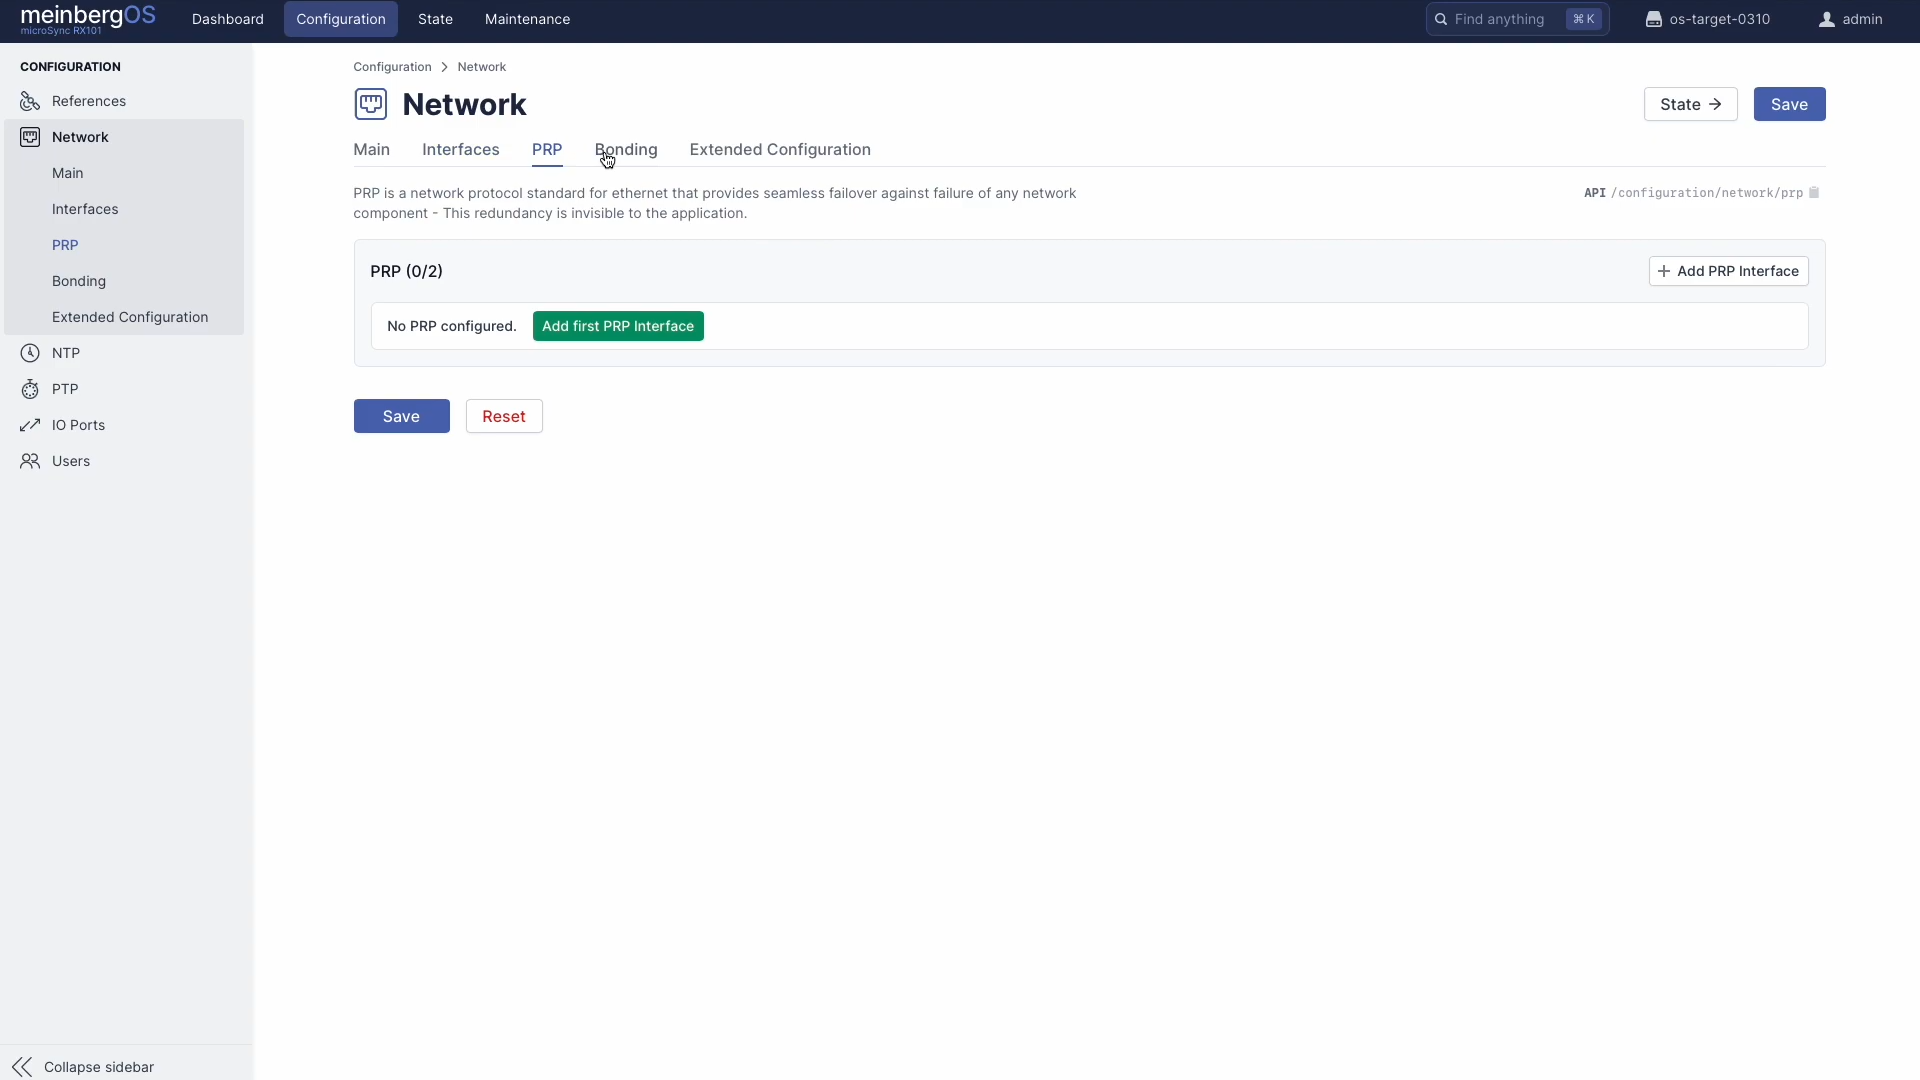 meinbergOS
microSync RX101
Dashboard
Configuration
State
Maintenance
Find anything
⌘ K
os-target-0310
admin
CONFIGURATION
References
Network
Main
Interfaces
PRP
Bonding
Extended Configuration
NTP
PTP
IO Ports
Users
Collapse sidebar
Configuration > Network
Network
State →
Save
Main
Interfaces
PRP
Bonding
Extended Configuration
PRP is a network protocol standard for ethernet that provides seamless failover against failure of any network
component - This redundancy is invisible to the application.
API /configuration/network/prp
PRP (0/2)
+ Add PRP Interface
No PRP configured.
Add first PRP Interface
Save
Reset